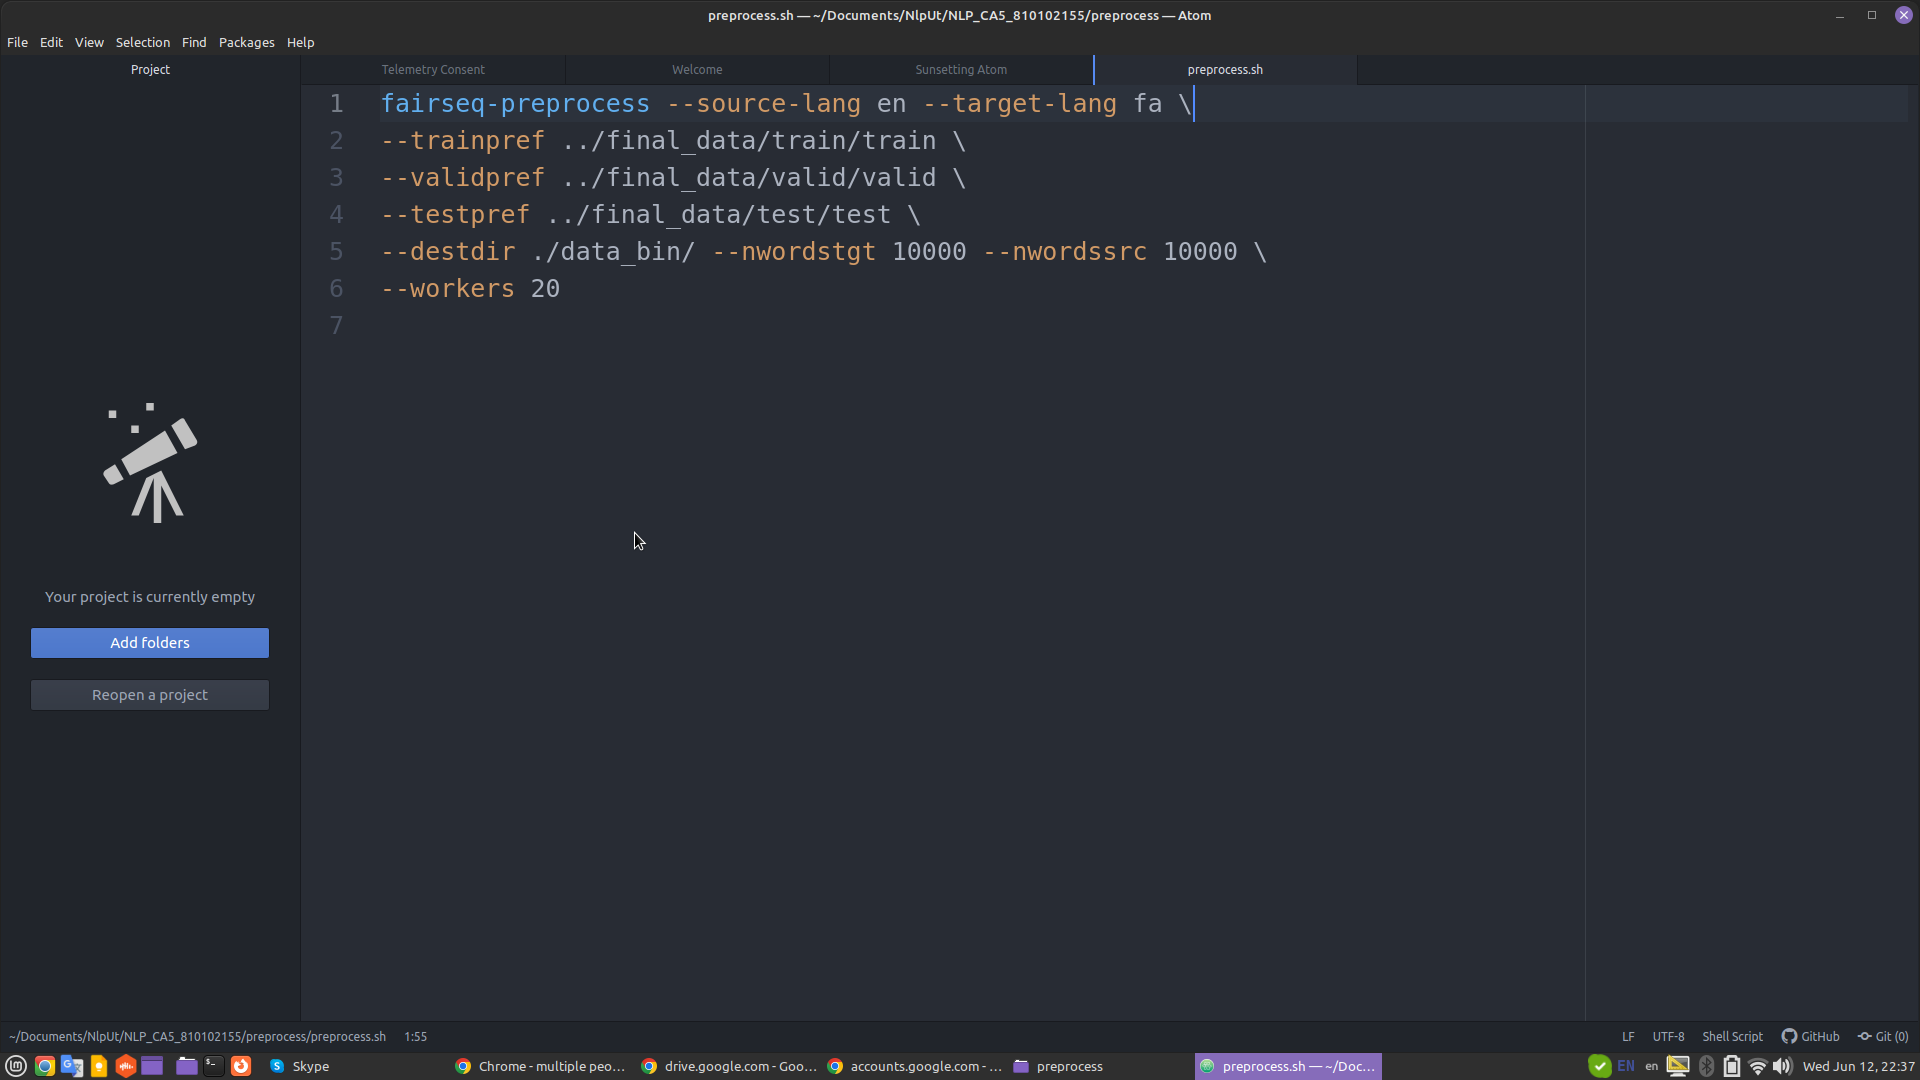 preprocess.sh — ~/Documents/NlpUt/NLP_CA5_810102155/preprocess — Atom
File Edit View Selection Find Packages Help
Project
Telemetry Consent Welcome Sunsetting Atom preprocess.sh
1 fairseq-preprocess --source-lang en --target-lang fa \
2 --trainpref ../final_data/train/train \
3 --validpref ../final_data/valid/valid \
4 --testpref ../final_data/test/test \
5 --destdir ./data_bin/ --nwordstgt 10000 --nwordssrc 10000 \
6 --workers 20
7
Your project is currently empty
Add folders
Reopen a project
~/Documents/NlpUt/NLP_CA5_810102155/preprocess/preprocess.sh 1:55 LF UTF-8 Shell Script GitHub Git (0)
Skype Chrome - multiple peo... drive.google.com - Goo... accounts.google.com - ... preprocess preprocess.sh — ~/Doc... EN en Wed Jun 12, 22:37